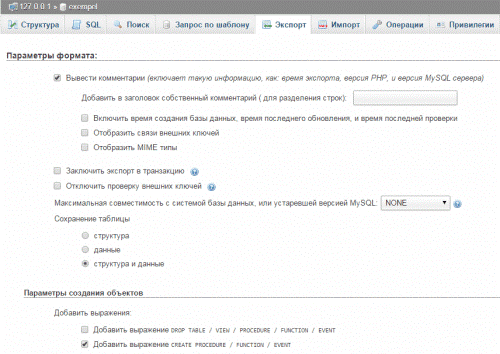 127.0.0.1 » exempel
Структура SQL Поиск Запрос по шаблону Экспорт Импорт Операции Привилегии
Параметры формата:
Вывести комментарии (включает такую информацию, как: время экспорта, версия PHP, и версия MySQL сервера)
Добавить в заголовок собственный комментарий ( для разделения строк):
Включить время создания базы данных, время последнего обновления, и время последней проверки
Отобразить связи внешних ключей
Отобразить MIME типы
Заключить экспорт в транзакцию
Отключить проверку внешних ключей
Максимальная совместимость с системой базы данных, или устаревшей версией MySQL: NONE
Сохранение таблицы
структура
данные
структура и данные
Параметры создания объектов
Добавить выражения:
Добавить выражение DROP TABLE / VIEW / PROCEDURE / FUNCTION / EVENT
Добавить выражение CREATE PROCEDURE / FUNCTION / EVENT